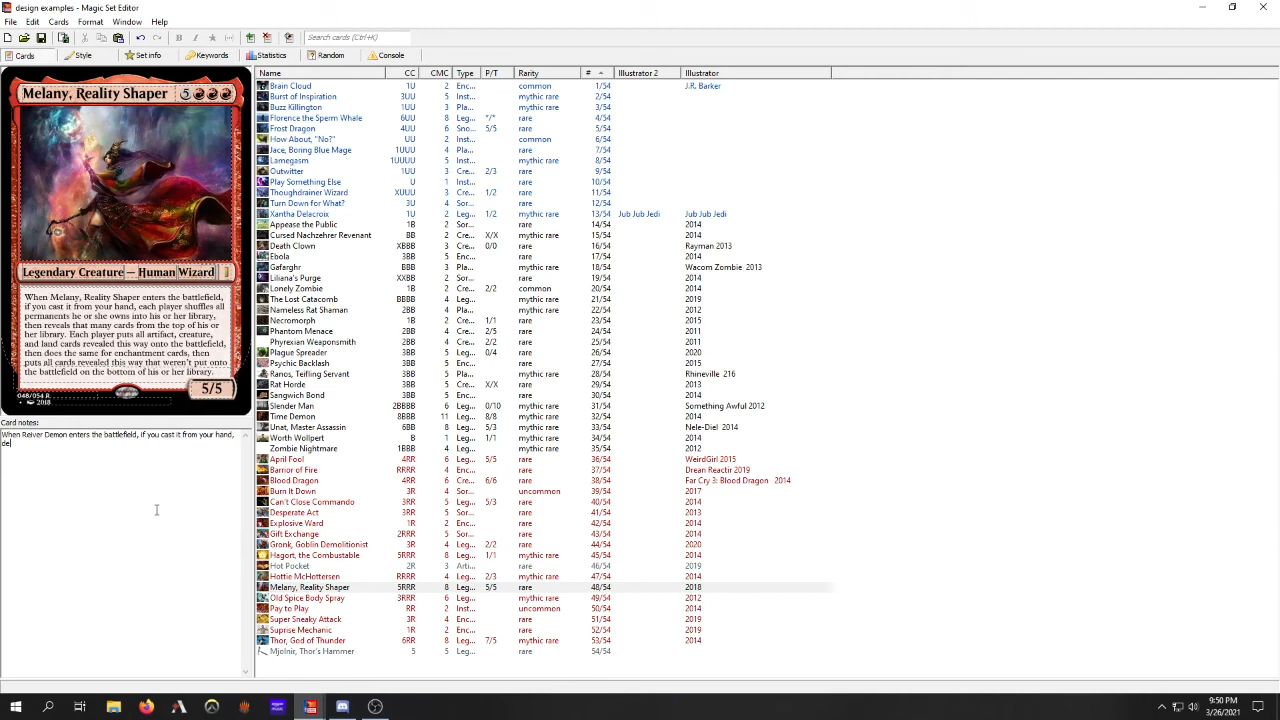 design examples - Magic Set Editor
File Edit Cards Format Window Help
Search cards (Ctrl+K)
Cards Style Set info Keywords Statistics Random Console
Melany, Reality Shaper 5
Legendary Creature — Human Wizard
When Melany, Reality Shaper enters the battlefield,
if you cast it from your hand, each player shuffles all
permanents he or she owns into his or her library,
then reveals that many cards from the top of his or
her library. Each player puts all artifact, creature,
and land cards revealed this way onto the battlefield,
then does the same for enchantment cards, then
puts all cards revealed this way that weren't put onto
the battlefield on the bottom of his or her library.
5/5
048/054 R
2018
Card notes:
When Reiver Demon enters the battlefield, if you cast it from your hand,
de
Name CC CMC Type P/T Rarity # Illustrator 2 Illustrator
Brain Cloud 1U 2 Enc... common 1/54 J.R. Barker
Burst of Inspiration 3UU 5 Inst... mythic rare 2/54
Buzz Killington 1UU 3 Pla... mythic rare 3/54
Florence the Sperm Whale 6UU 8 Leg... */* rare 4/54
Frost Dragon 4UU 6 Sno... 5/5 rare 5/54
How About, "No?" UU 2 Inst... common 6/54
Jace, Boring Blue Mage 1UUU 4 Pla... rare 7/54
Lamegasm 1UUUU 5 Inst... mythic rare 8/54
Outwitter 1UU 3 Cre... 2/3 rare 9/54
Play Something Else U 1 Inst... rare 10/54
Thoughdrainer Wizard XUUU 3 Cre... 1/2 rare 11/54
Turn Down for What? 3U 4 Sor... rare 12/54
Xantha Delacroix 1U 2 Leg... 1/2 mythic rare 13/54 Jub Jub Jedi Jub Jub Jedi
Appease the Public 1B 2 Sor... rare 14/54 2014
Cursed Nachzehrer Revenant BB 2 Cre... X/X mythic rare 15/54 2014
Death Clown XBBB 3 Cre... 0/0 rare 16/54 Rayman 2013
Ebola 3BB 5 Enc... rare 17/54 2014
Gafarghr BBB 3 Pla... mythic rare 18/54 Wacom Zombie 2013
Liliana's Purge XXBB 2 Sor... rare 19/54 2014
Lonely Zombie 1B 2 Cre... 2/2 common 20/54 2014
The Lost Catacomb BBBB 4 Leg... rare 21/54 2019
Nameless Rat Shaman 2BB 4 Pla... mythic rare 22/54 2012
Necromorph 1B 2 Cre... 1/1 rare 23/54 2015
Phantom Menace 2BB 4 Cre... 2/1 rare 24/54 2011
Phyrexian Weaponsmith 2BB 4 Cre... 2/2 rare 25/54 2011
Plague Spreader 3BB 5 Leg... 0/4 rare 26/54 2020
Psychic Backlash 3BB 5 Enc... rare 27/54 2015
Ranos, Teifling Servant 3BB 5 Pla... mythic rare 28/54 Rhineville 216
Rat Horde 3BB 5 Cre... X/X rare 29/54 2013
Sangwich Bond 3BB 5 Enc... rare 30/54 2014
Slender Man 2BBBB 6 Leg... 0/10 mythic rare 31/54 Something Awful 2012
Time Demon 8BBB 11 Leg... 8/8 mythic rare 32/54 2014
Unat, Master Assassin 6BB 8 Leg... 5/3 mythic rare 33/54 Nele-Diel 2014
Worth Wollpert B 1 Leg... 1/1 mythic rare 34/54 2014
Zombie Nightmare 1BBB 4 Leg... mythic rare 35/54 2012
April Fool 4RR 6 Leg... 5/5 rare 36/54 WeirdGirl 2015
Barrior of Fire RRRR 4 Enc... rare 37/54 Drean Reactir 2019
Blood Dragon 4RR 6 Cre... 6/6 rare 38/54 Far Cry 3: Blood Dragon 2014
Burn It Down 3R 4 Sor... uncommon 39/54 2017
Can't Close Commando 3RR 5 Leg... 5/3 rare 40/54 2014
Desperate Act 3RR 5 Sor... rare 41/54 2013
Explosive Ward 1R 2 Enc... rare 42/54 2014
Gift Exchange 2RRR 5 Sor... rare 43/54 2014
Gronk, Goblin Demolitionist 3R 4 Leg... 2/2 rare 44/54 2020
Hagort, the Combustable 5RRR 8 Leg... 1/1 mythic rare 45/54 2014
Hot Pocket 2R 3 Arti... rare 46/54 2019
Hottie McHottersen RRRR 4 Leg... 2/3 mythic rare 47/54 2014
Melany, Reality Shaper 5RRR 8 Leg... 5/5 rare 48/54 2018
Old Spice Body Spray 3RRR 6 Leg... mythic rare 49/54 2012
Pay to Play RR 2 Inst... uncommon 50/54 2014
Super Sneaky Attack 3R 4 Enc... rare 51/54 2019
Suprise Mechanic 1R 2 Enc... rare 52/54 2019
Thor, God of Thunder 6RR 8 Leg... 7/5 mythic rare 53/54 2014
Mjolnir, Thor's Hammer 5 5 Leg... rare 54/54
9:50 PM
3/26/2021